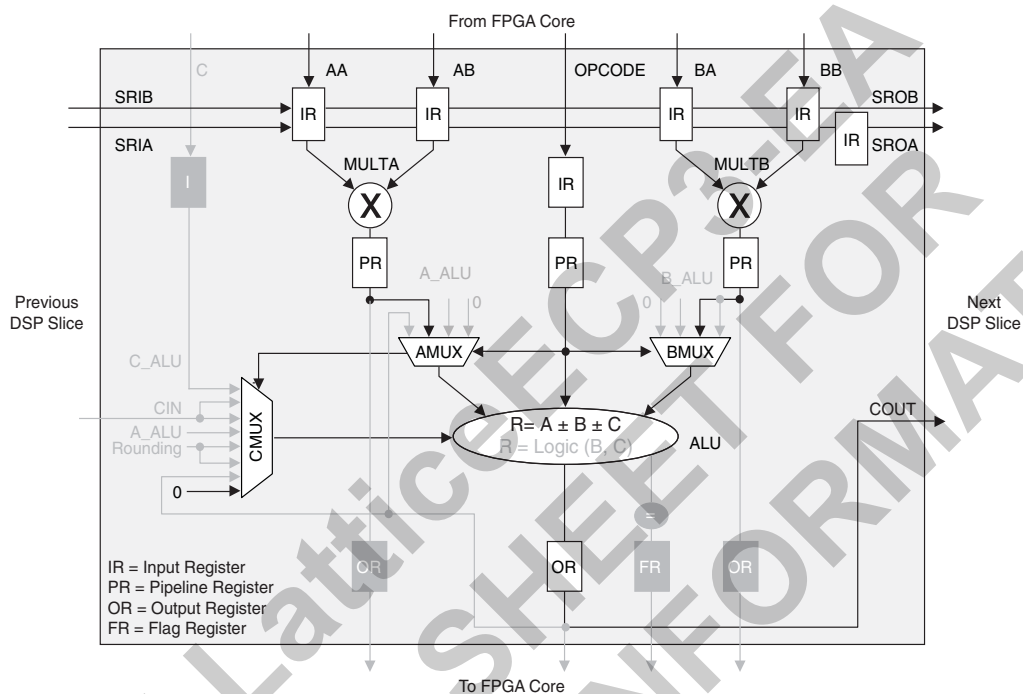 From FPGA Core
C
AA
AB
OPCODE
BA
BB
SRIB
IR
IR
IR
IR
SROB
SRIA
IR
SROA
MULTA
MULTB
I
IR
X
X
PR
PR
PR
A_ALU
B_ALU
0
0
Previous
DSP Slice
Next
DSP Slice
AMUX
BMUX
C_ALU
CIN
A_ALU
Rounding
0
CMUX
R= A ± B ± C
R = Logic (B, C)
ALU
COUT
=
OR
OR
FR
OR
IR = Input Register
PR = Pipeline Register
OR = Output Register
FR = Flag Register
To FPGA Core
LatticeECP3-EA
SHEET FOR
INFORMAT